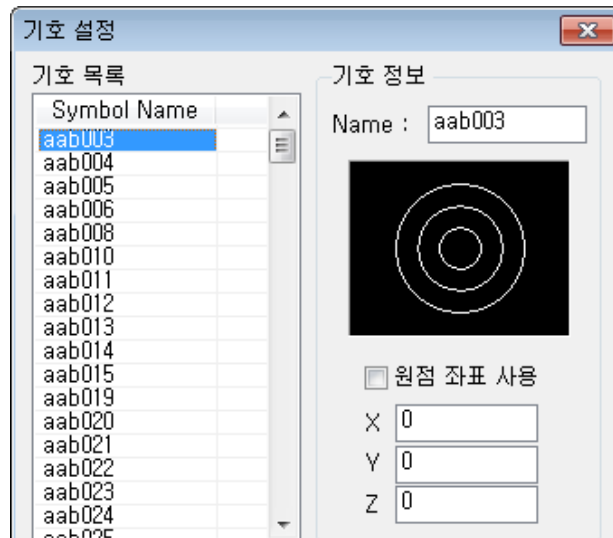 기호 설정
기호 목록
Symbol Name
aab003
aab004
aab005
aab006
aab008
aab010
aab011
aab012
aab013
aab014
aab015
aab019
aab020
aab021
aab022
aab023
aab024
aab025
기호 정보
Name : aab003
원점 좌표 사용
X 0
Y 0
Z 0